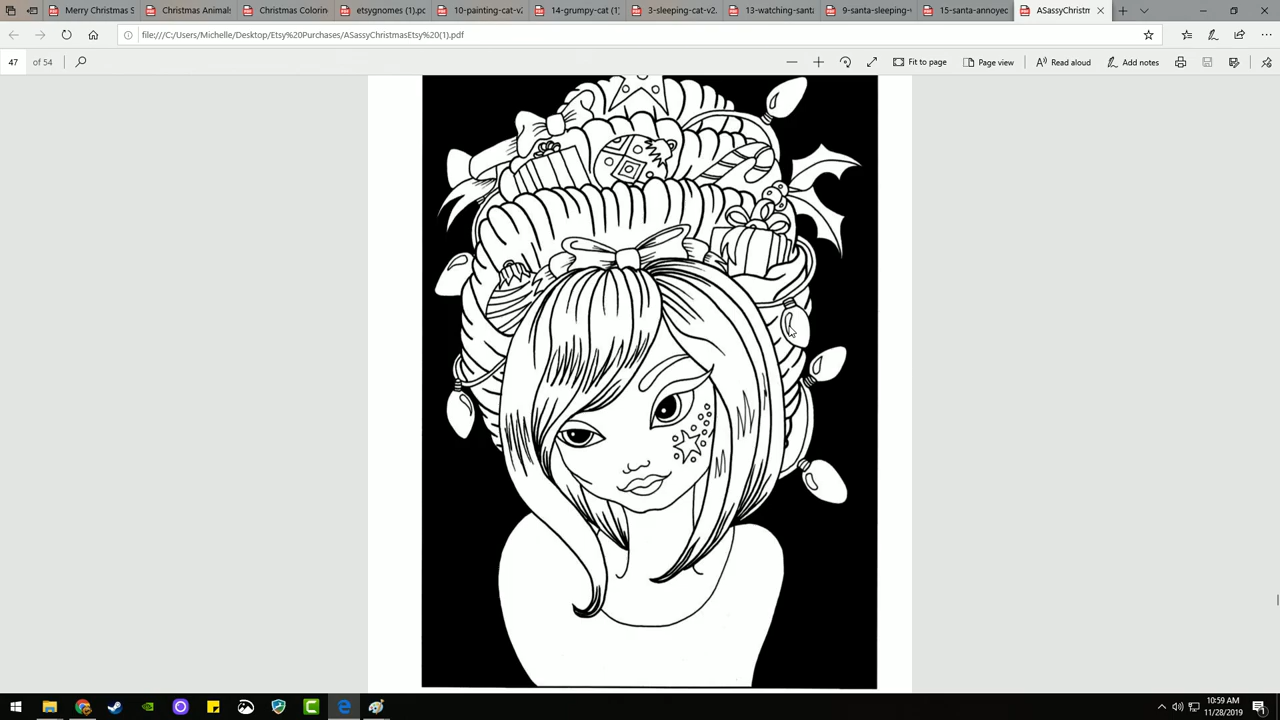 Merry Christmas S
Christmas Animals
Christmas Colorin
etsygnomes (1).pc
10-painting-cat-v2
14-grumpy-cat (1)
3-sleeping-cat-v2.
13-watching-santa
9-santa-sleeping-
15-santa-annoyed
ASassyChristm
file:///C:/Users/Michelle/Desktop/Etsy%20Purchases/ASassyChristmasEtsy%20(1).pdf
47 of 54
Fit to page
Page view
Read aloud
Add notes
10:59 AM
11/28/2019